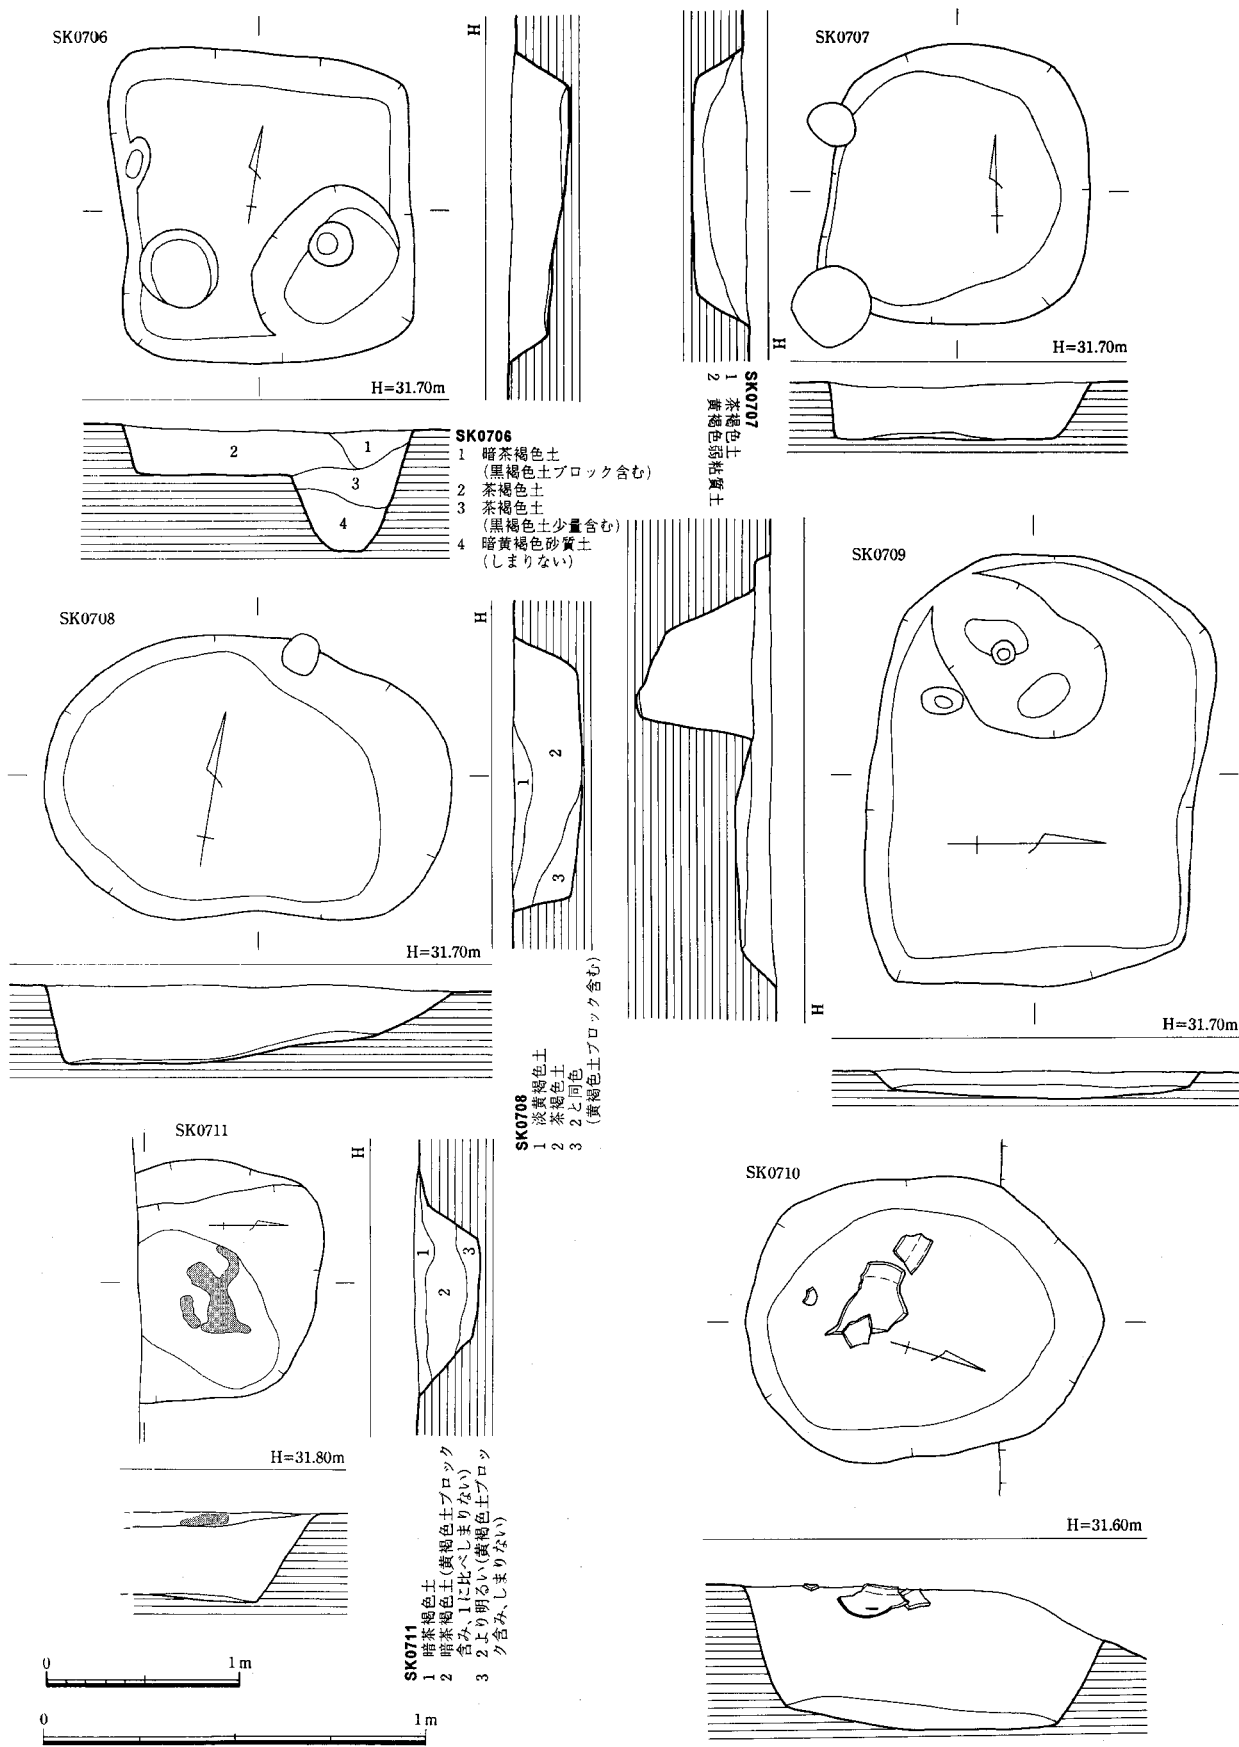 SK0706
H
H=31.70m
SK0706
1 暗茶褐色土
(黒褐色土ブロック含む)
2 茶褐色土
3 茶褐色土
(黒褐色土少量含む)
4 暗黄褐色砂質土
(しまりない)
2
1
3
4
SK0707
H
H=31.70m
SK0707
1 茶褐色土
2 黄褐色弱粘質土
SK0708
H
1
2
3
H=31.70m
SK0708
1 淡黄褐色土
2 茶褐色土
3 2と同色
(黄褐色土ブロック含む)
SK0709
H
H=31.70m
SK0711
H
1
2
3
H=31.80m
SK0711
1 暗茶褐色土
2 暗茶褐色土(黄褐色土ブロック
含み、1に比べしまりない)
3 2より明るい(黄褐色土ブロッ
ク含み、しまりない)
SK0710
H=31.60m
0 1m
0 1m